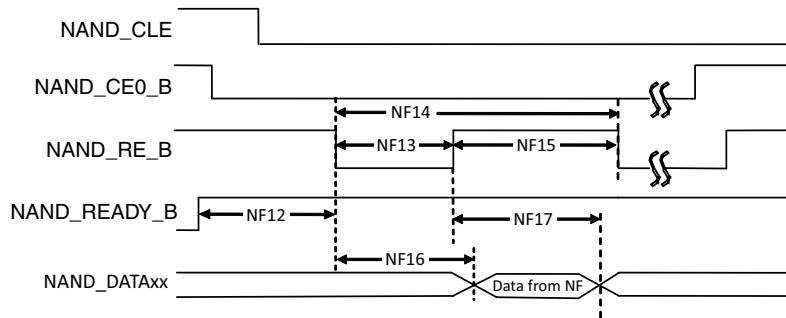 NAND_CLE
NAND_CE0_B
NF14
NAND_RE_B
NF13
NF15
NAND_READY_B
NF12
NF17
NF16
NAND_DATAxx
Data from NF